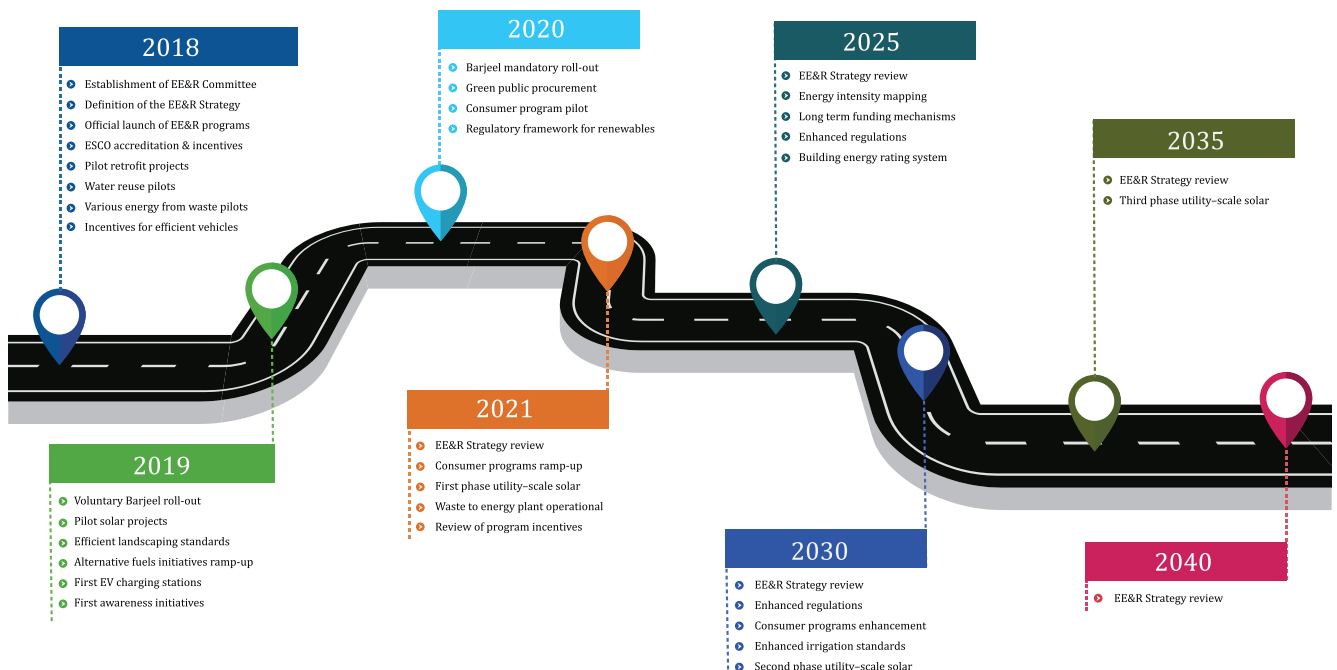 2018
Establishment of EE&R Committee
Definition of the EE&R Strategy
Official launch of EE&R programs
ESCO accreditation & incentives
Pilot retrofit projects
Water reuse pilots
Various energy from waste pilots
Incentives for efficient vehicles
2019
Voluntary Barjeel roll-out
Pilot solar projects
Efficient landscaping standards
Alternative fuels initiatives ramp-up
First EV charging stations
First awareness initiatives
2020
Barjeel mandatory roll-out
Green public procurement
Consumer program pilot
Regulatory framework for renewables
2021
EE&R Strategy review
Consumer programs ramp-up
First phase utility–scale solar
Waste to energy plant operational
Review of program incentives
2025
EE&R Strategy review
Energy intensity mapping
Long term funding mechanisms
Enhanced regulations
Building energy rating system
2030
EE&R Strategy review
Enhanced regulations
Consumer programs enhancement
Enhanced irrigation standards
Second phase utility–scale solar
2035
EE&R Strategy review
Third phase utility–scale solar
2040
EE&R Strategy review